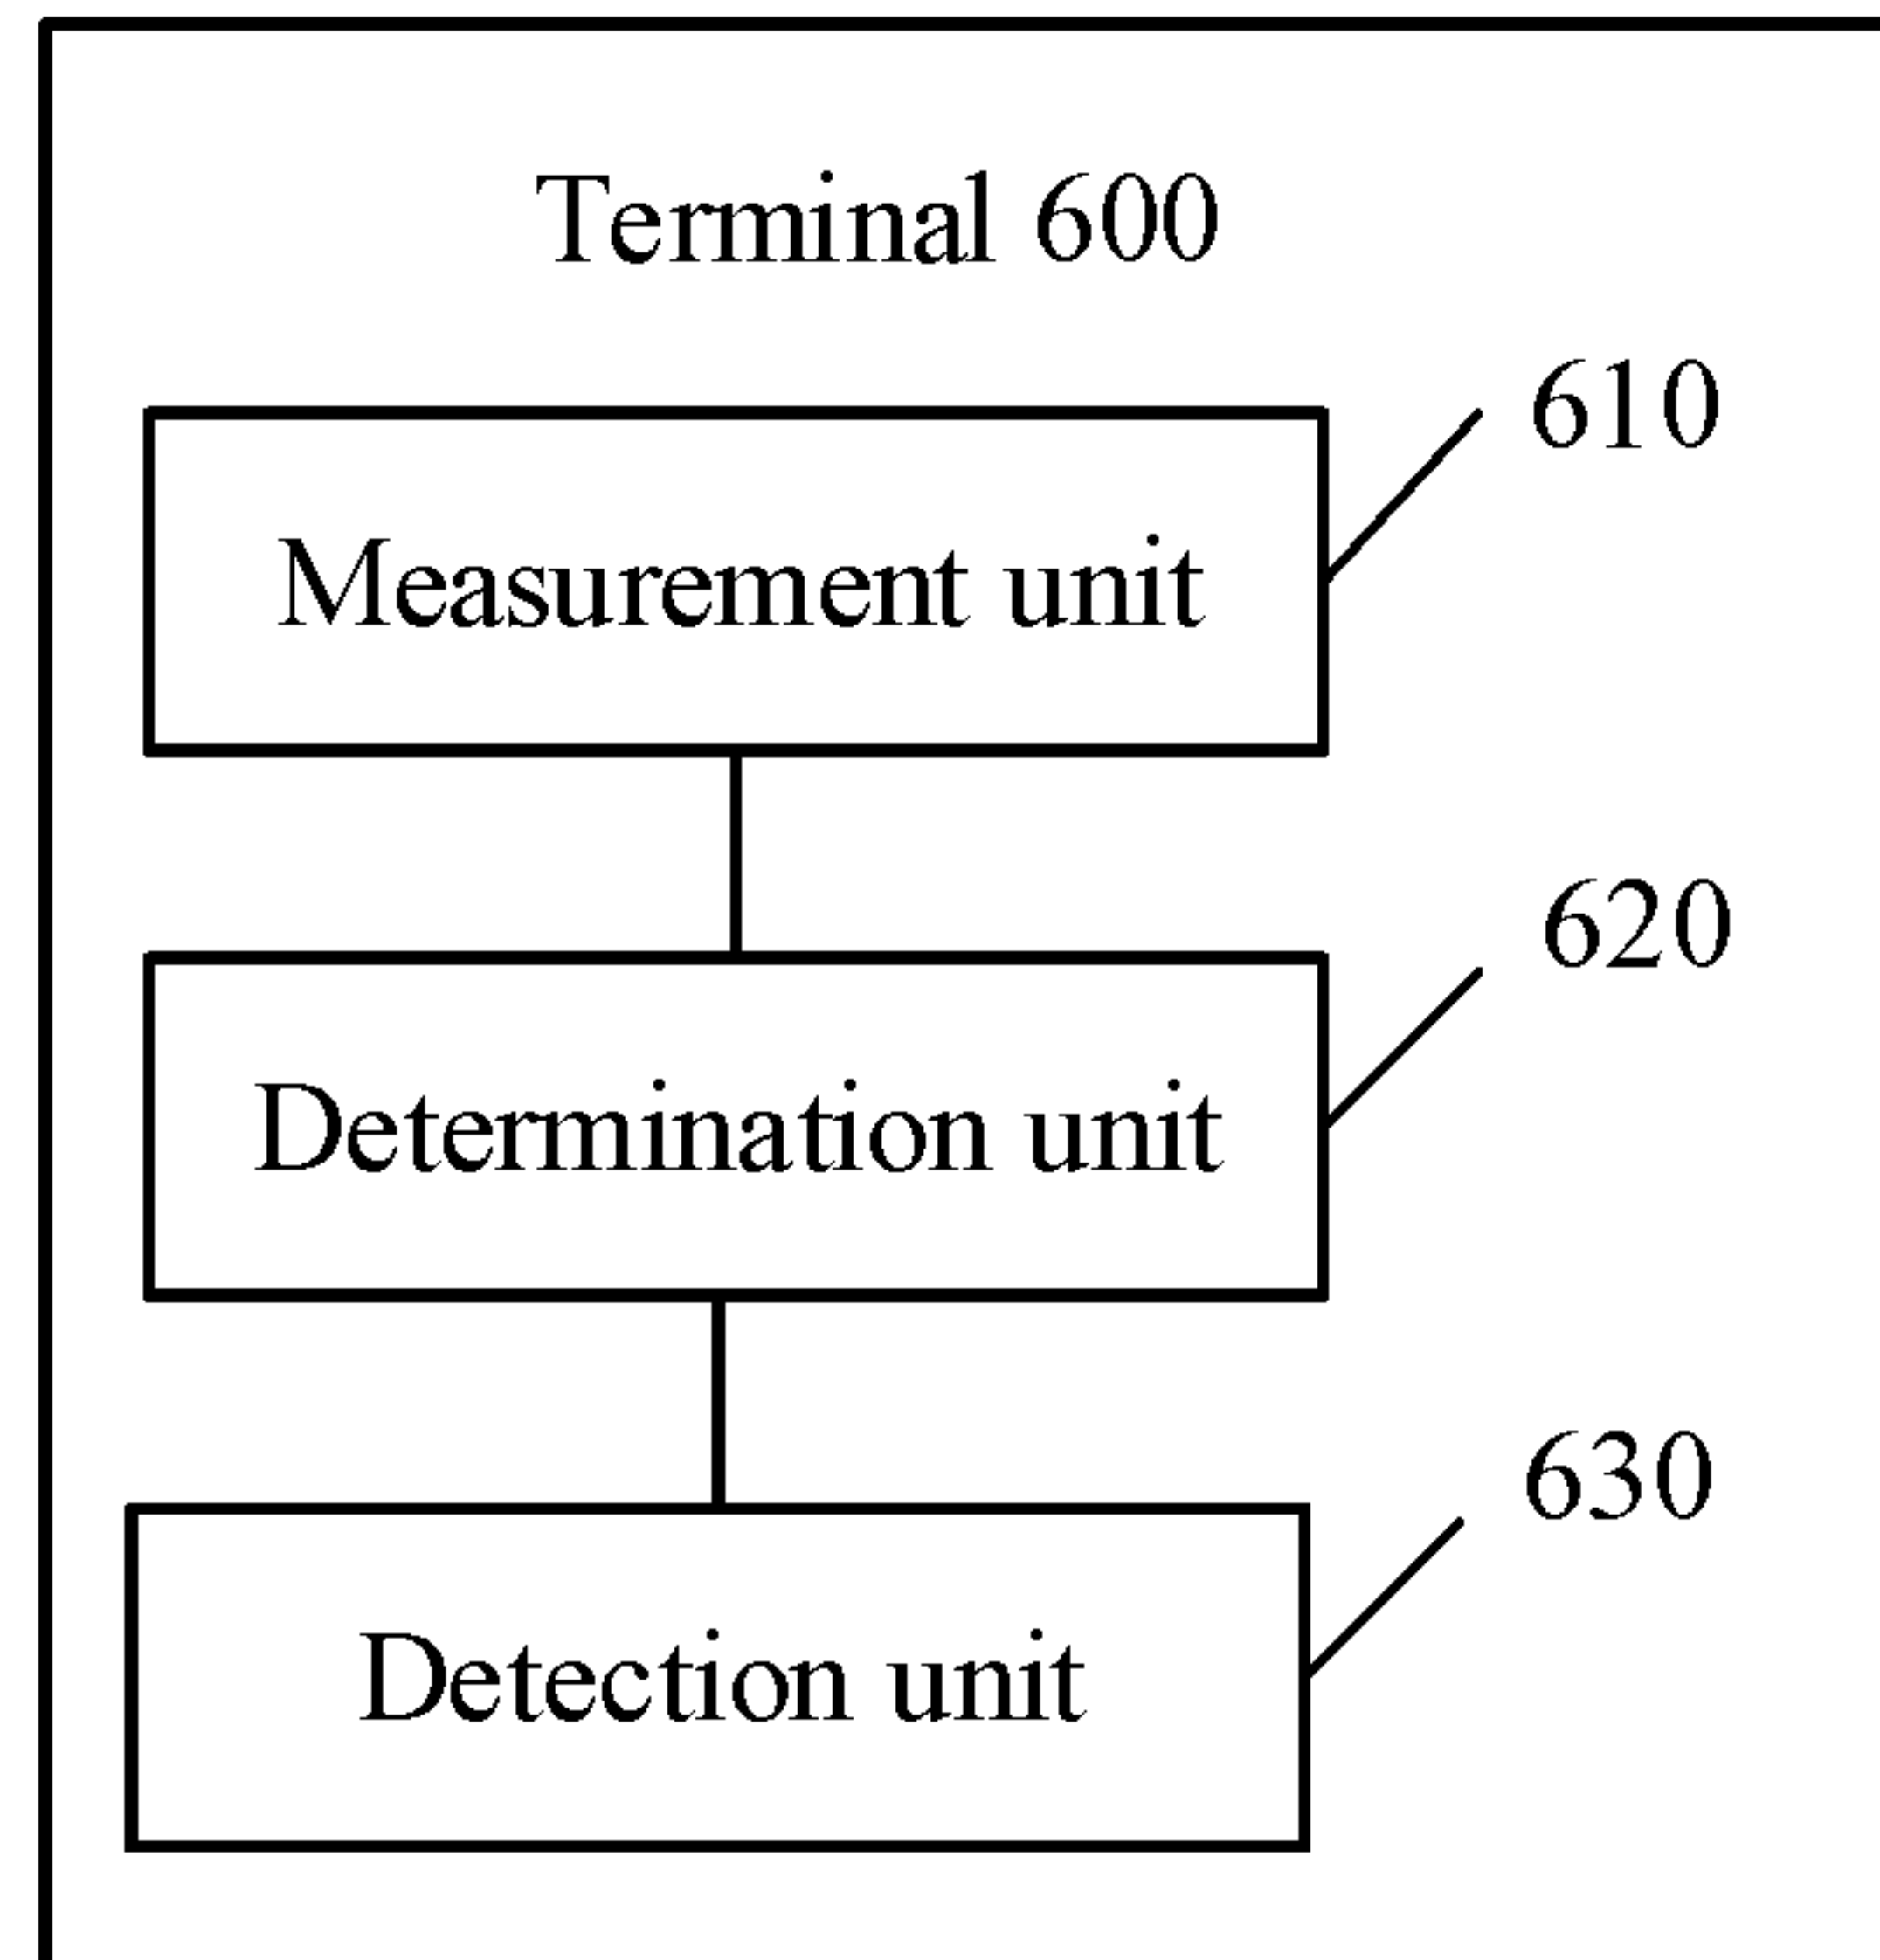 Terminal 600
610
Measurement unit
620
Determination unit
630
Detection unit